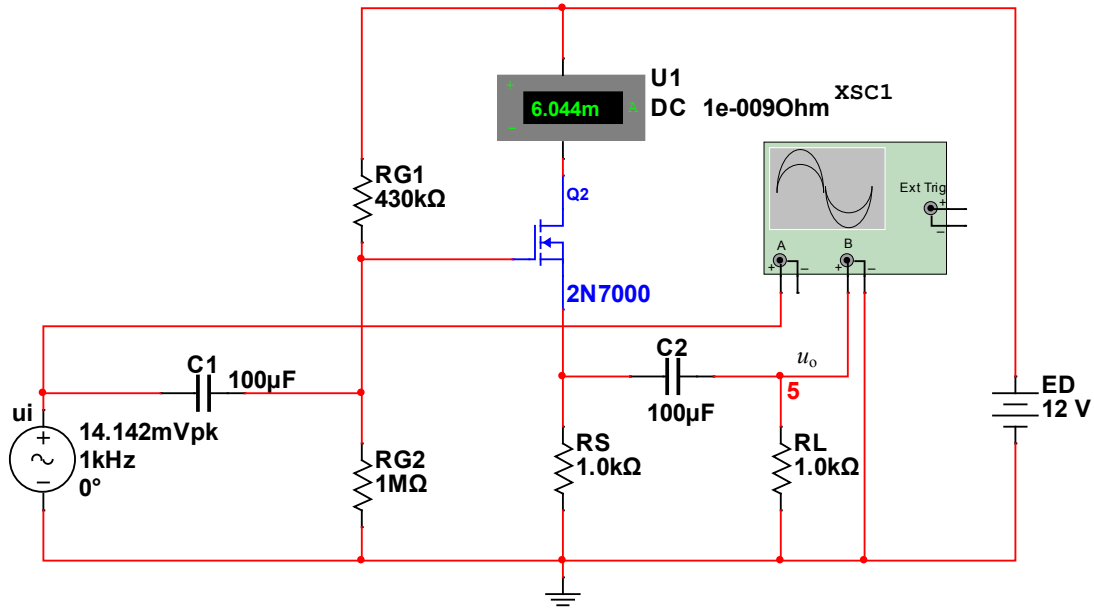 U1
DC 1e-009Ohm
XSC1
+
6.044m
A
−
Ext Trig
+
−
A
B
+
−
+
−
RG1
430kΩ
Q2
2N7000
C1
100µF
C2
100µF
uo
5
ui
+
−
14.142mVpk
1kHz
0°
RG2
1MΩ
RS
1.0kΩ
RL
1.0kΩ
ED
12 V